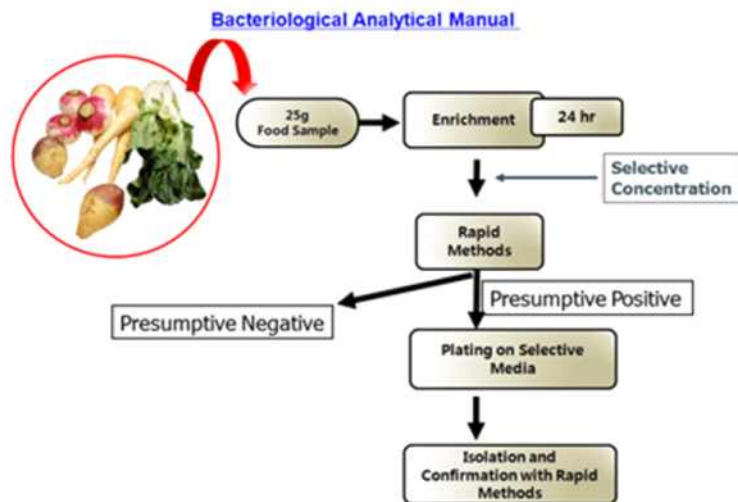 Bacteriological Analytical Manual
25g
Food Sample
Enrichment
24 hr
Selective
Concentration
Rapid
Methods
Presumptive Negative
Presumptive Positive
Plating on Selective
Media
Isolation and
Confirmation with Rapid
Methods